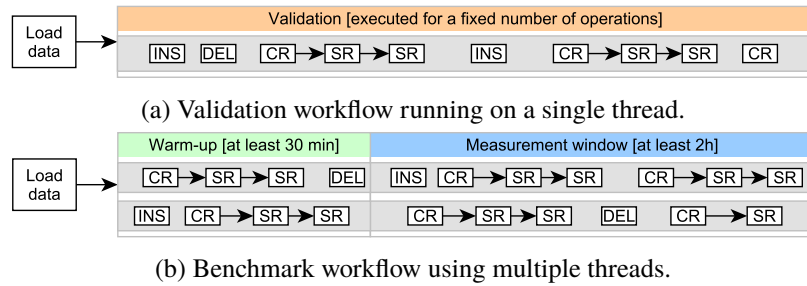 Validation [executed for a fixed number of operations]
Load
data
INS DEL CR SR SR INS CR SR SR CR
(a) Validation workflow running on a single thread.
Warm-up [at least 30 min] Measurement window [at least 2h]
Load
data
CR SR SR DEL INS CR SR SR CR SR SR
INS CR SR SR CR SR SR DEL CR SR
(b) Benchmark workflow using multiple threads.